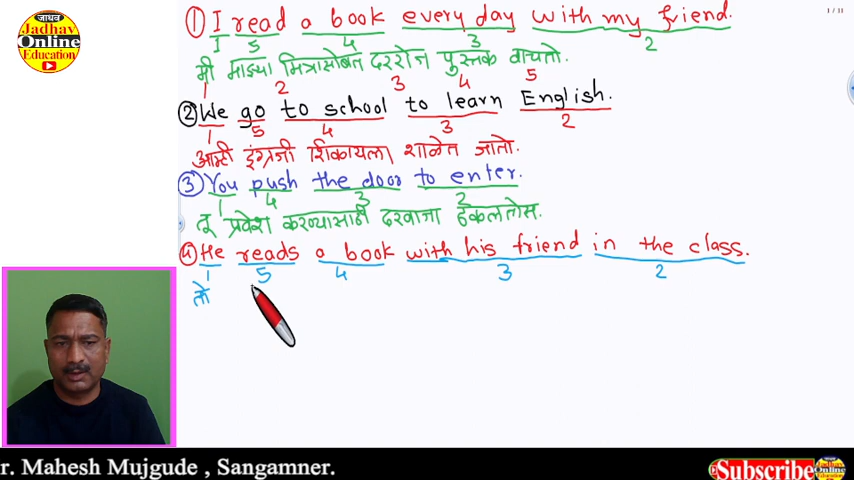 जाधव
Jadhav
Online
Education
1 / 11
① I read a book every day with my friend.
1 5 4 3 2
मी माझ्या मित्रासोबत दररोज पुस्तक वाचतो.
1 2 3 4 5
② We go to school to learn English.
1 5 4 3 2
आम्ही इंग्रजी शिकायला शाळेत जातो.
③ You push the door to enter.
1 4 3 2
तू प्रवेश करण्यासाठी दरवाजा ढकलतोस.
④ He reads a book with his friend in the class.
1 5 4 3 2
तो
r. Mahesh Mujgude , Sangamner.
Subscribe